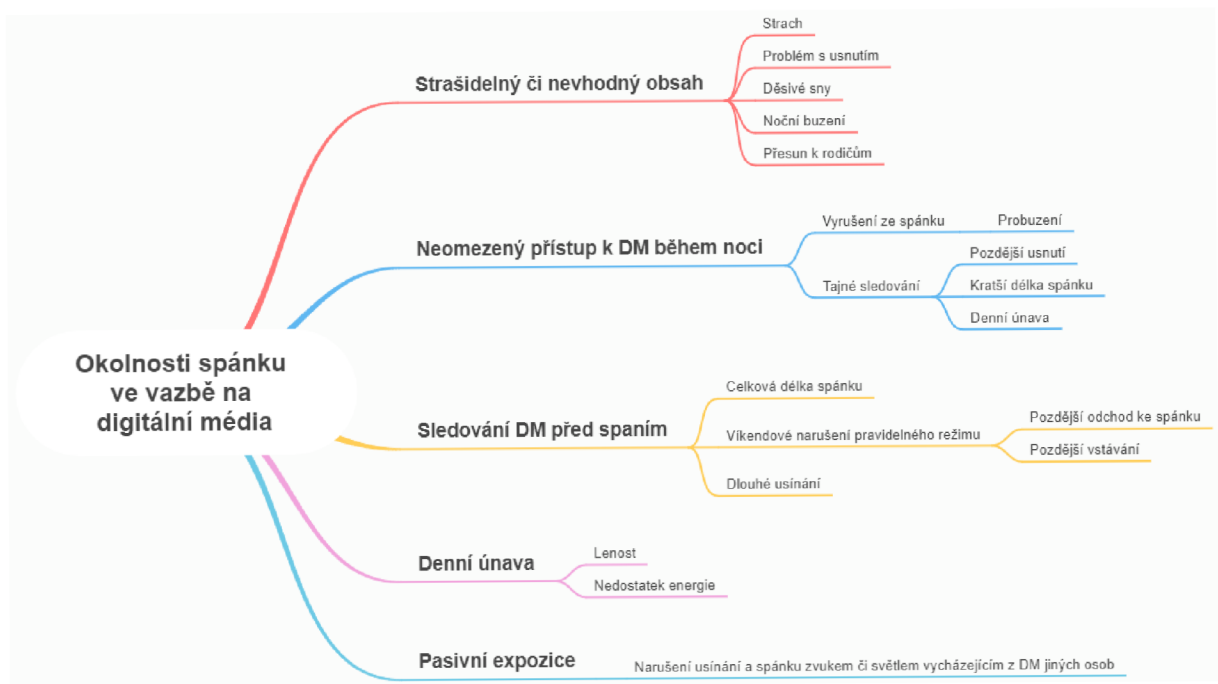 Okolnosti spánku
ve vazbě na
digitální média
Strašidelný či nevhodný obsah
Strach
Problém s usnutím
Děsivé sny
Noční buzení
Přesun k rodičům
Neomezený přístup k DM během noci
Vyrušení ze spánku
Probuzení
Tajné sledování
Pozdější usnutí
Kratší délka spánku
Denní únava
Sledování DM před spaním
Celková délka spánku
Víkendové narušení pravidelného režimu
Pozdější odchod ke spánku
Pozdější vstávání
Dlouhé usínání
Denní únava
Lenost
Nedostatek energie
Pasivní expozice
Narušení usínání a spánku zvukem či světlem vycházejícím z DM jiných osob